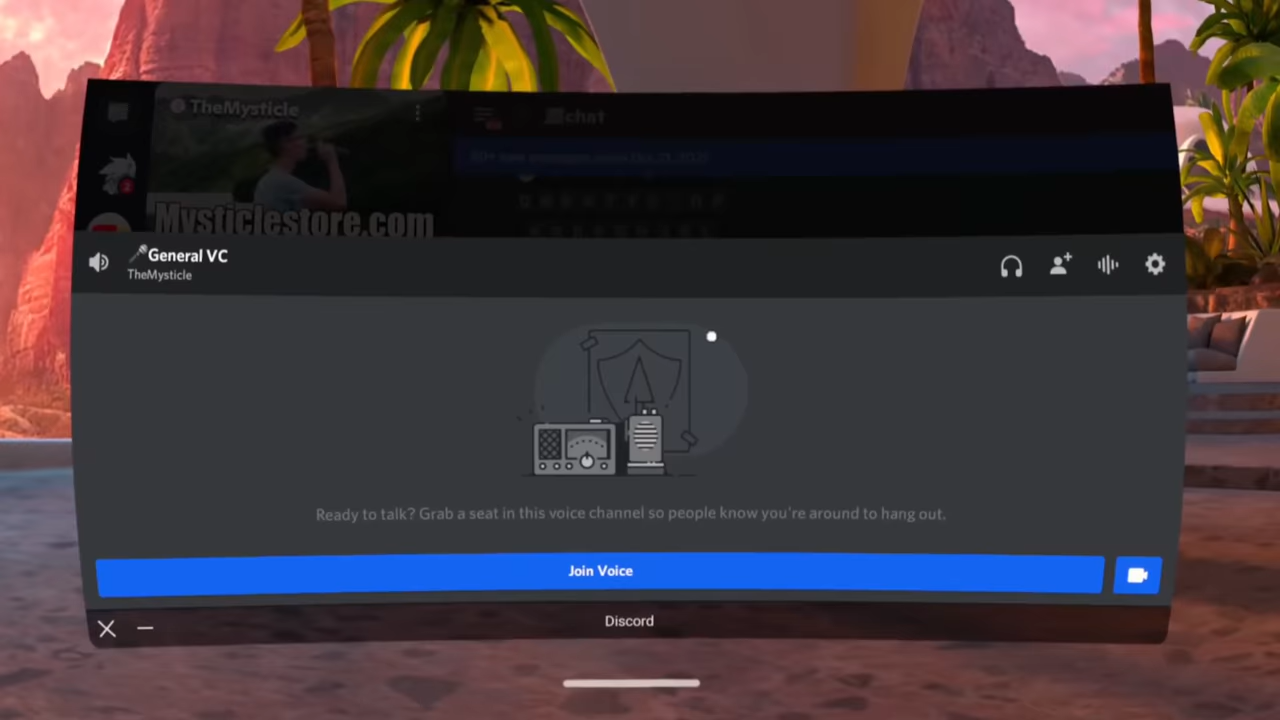 TheMysticle
chat
Mysticlestore.com
🎤General VC
TheMysticle
Ready to talk? Grab a seat in this voice channel so people know you're around to hang out.
Join Voice
Discord